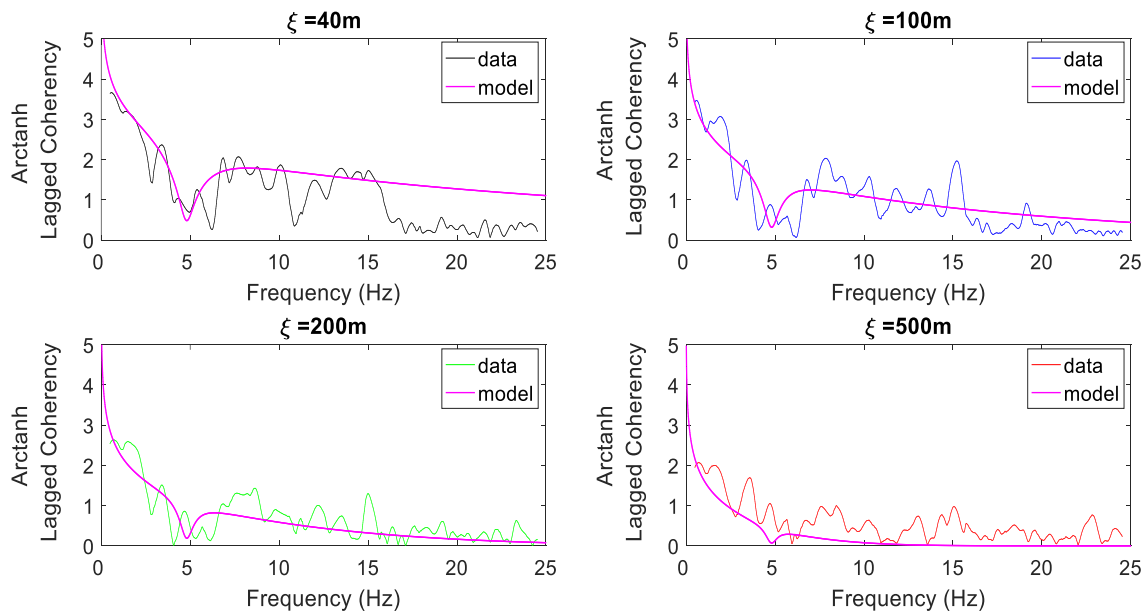 ξ =40m
5
4
3
2
1
0
Arctanh
Lagged Coherency
data
model
0 5 10 15 20 25
Frequency (Hz)
ξ =100m
5
4
3
2
1
0
Arctanh
Lagged Coherency
data
model
0 5 10 15 20 25
Frequency (Hz)
ξ =200m
5
4
3
2
1
0
Arctanh
Lagged Coherency
data
model
0 5 10 15 20 25
Frequency (Hz)
ξ =500m
5
4
3
2
1
0
Arctanh
Lagged Coherency
data
model
0 5 10 15 20 25
Frequency (Hz)